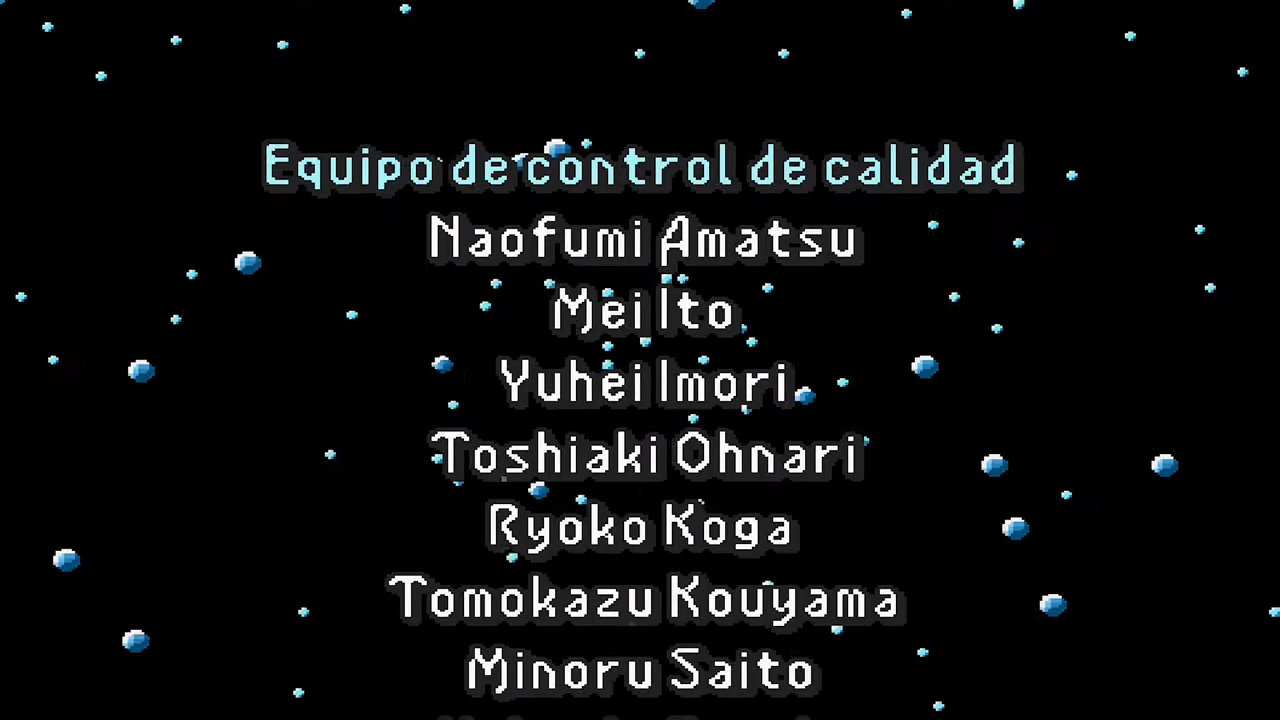 Equipo de control de calidad
Naofumi Amatsu
Mei Ito
Yuhei Imori
Toshiaki Ohnari
Ryoko Koga
Tomokazu Kouyama
Minoru Saito